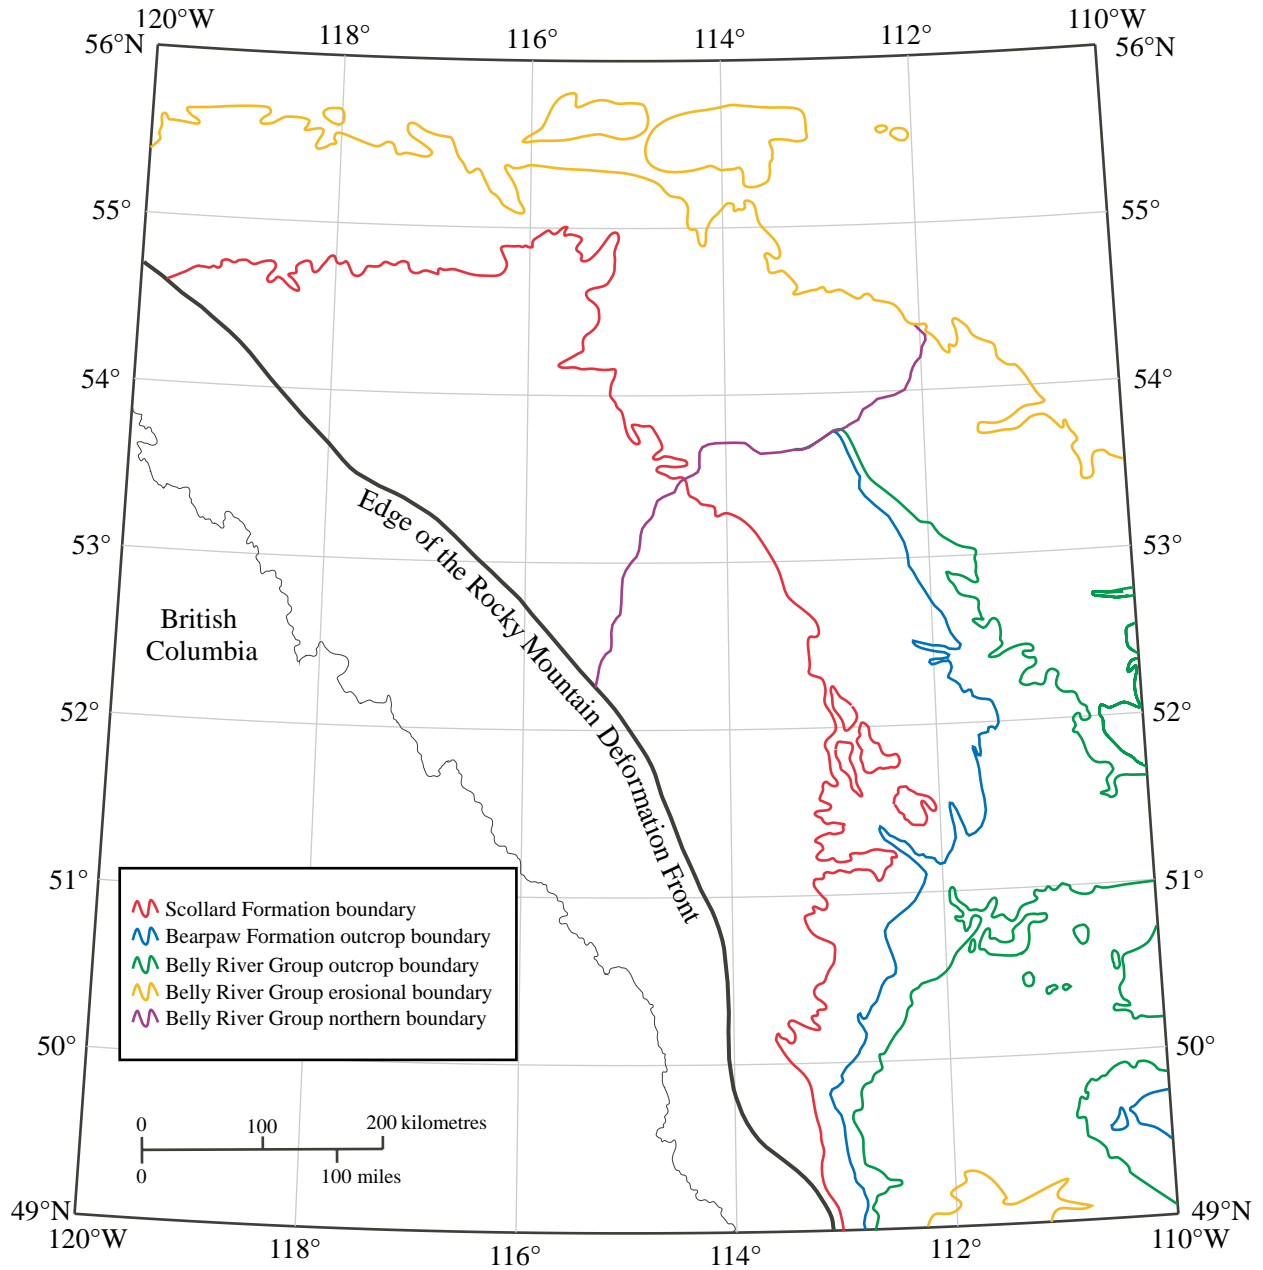 120°W
118°
116°
114°
112°
110°W
56°N
56°N
55°
55°
54°
54°
53°
53°
52°
52°
51°
51°
50°
50°
49°N
49°N
120°W
118°
116°
114°
112°
110°W
Edge of the Rocky Mountain Deformation Front
British
Columbia
Scollard Formation boundary
Bearpaw Formation outcrop boundary
Belly River Group outcrop boundary
Belly River Group erosional boundary
Belly River Group northern boundary
0 100 200 kilometres
0 100 miles